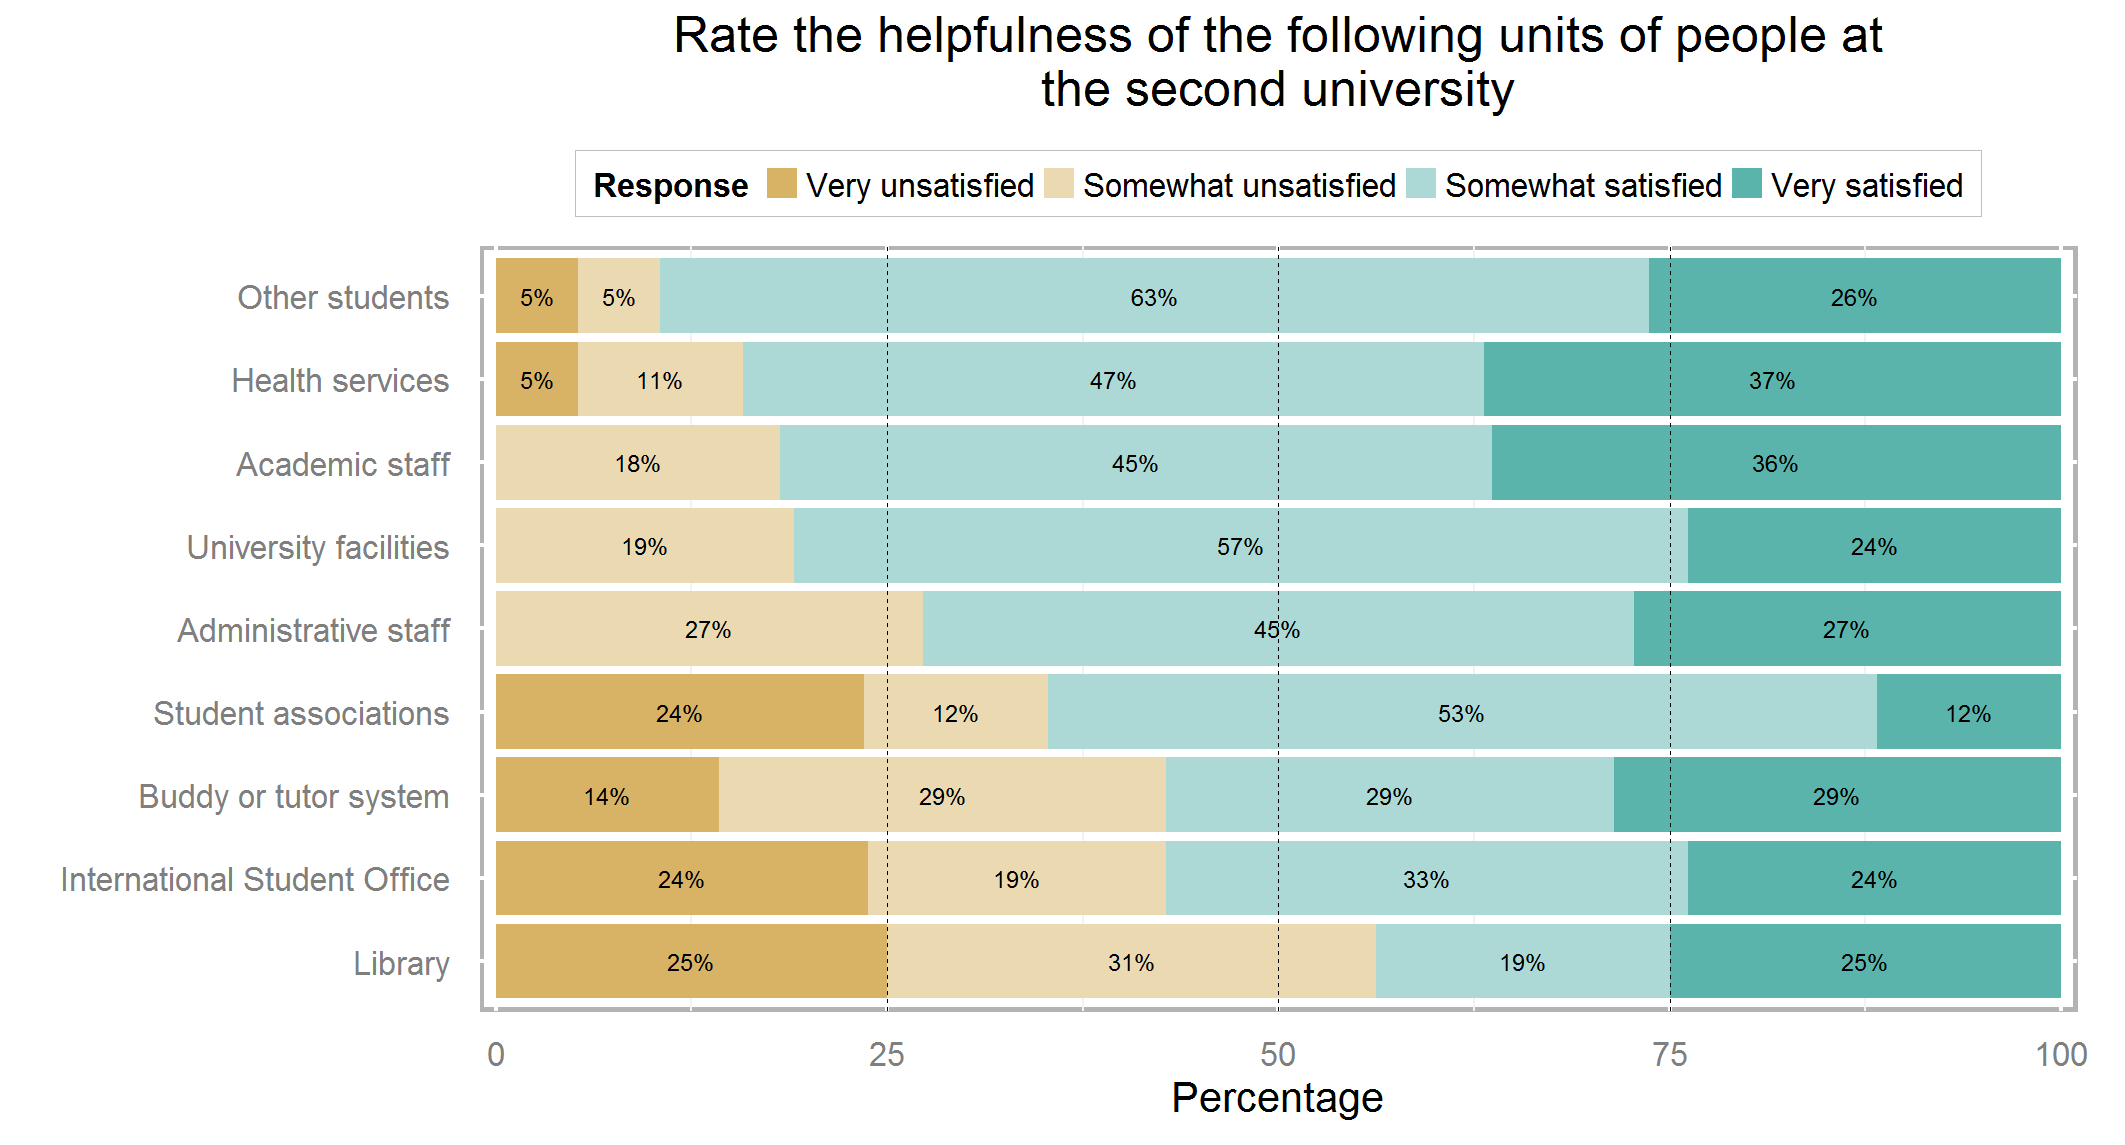 Rate the helpfulness of the following units of people at
the second university
Response Very unsatisfied Somewhat unsatisfied Somewhat satisfied Very satisfied
Other students 5% 5% 63% 26%
Health services 5% 11% 47% 37%
Academic staff 18% 45% 36%
University facilities 19% 57% 24%
Administrative staff 27% 45% 27%
Student associations 24% 12% 53% 12%
Buddy or tutor system 14% 29% 29% 29%
International Student Office 24% 19% 33% 24%
Library 25% 31% 19% 25%
0 25 50 75 100
Percentage